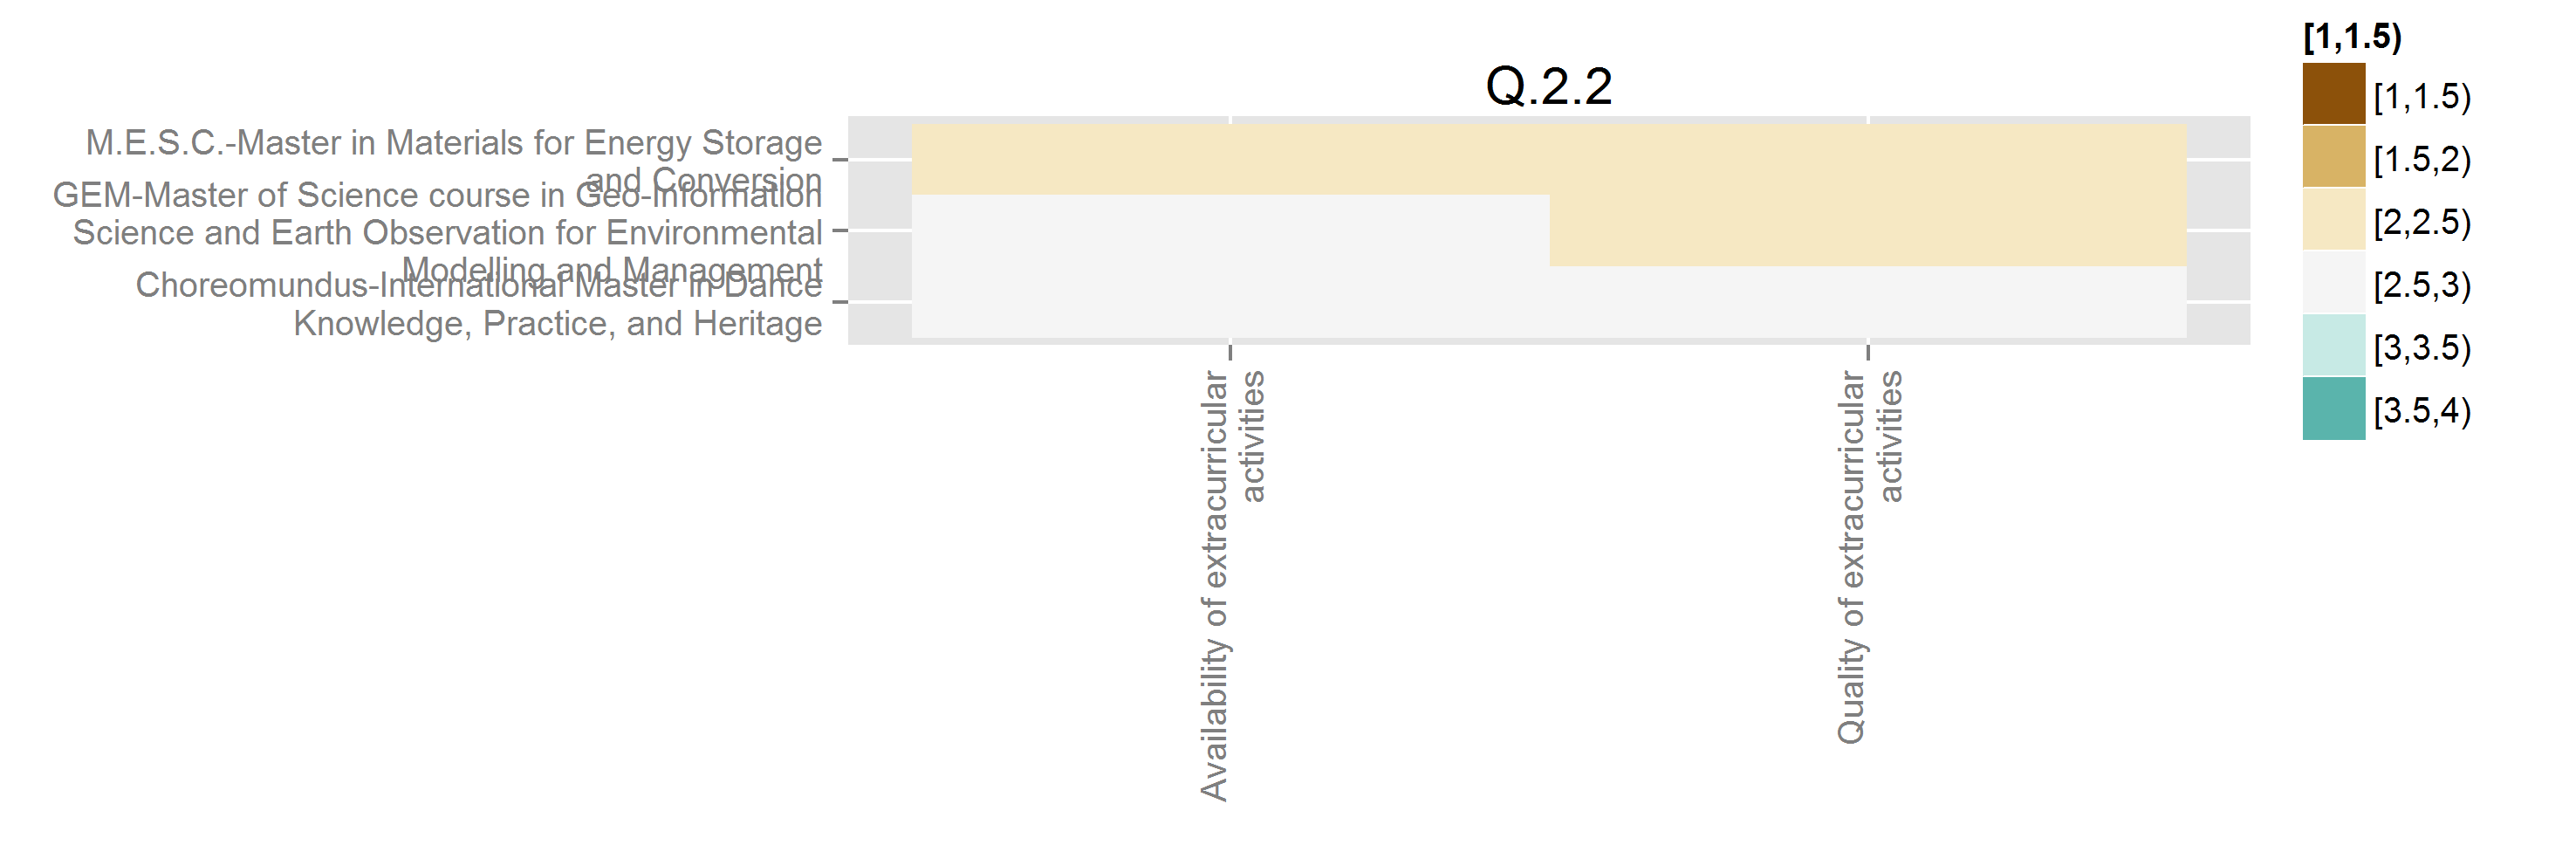 Q.2.2
M.E.S.C.-Master in Materials for Energy Storage
and Conversion
GEM-Master of Science course in Geo-Information
Science and Earth Observation for Environmental
Modelling and Management
Choreomundus-International Master in Dance
Knowledge, Practice, and Heritage
Availability of extracurricular
activities
Quality of extracurricular
activities
[1,1.5)
[1,1.5)
[1.5,2)
[2,2.5)
[2.5,3)
[3,3.5)
[3.5,4)